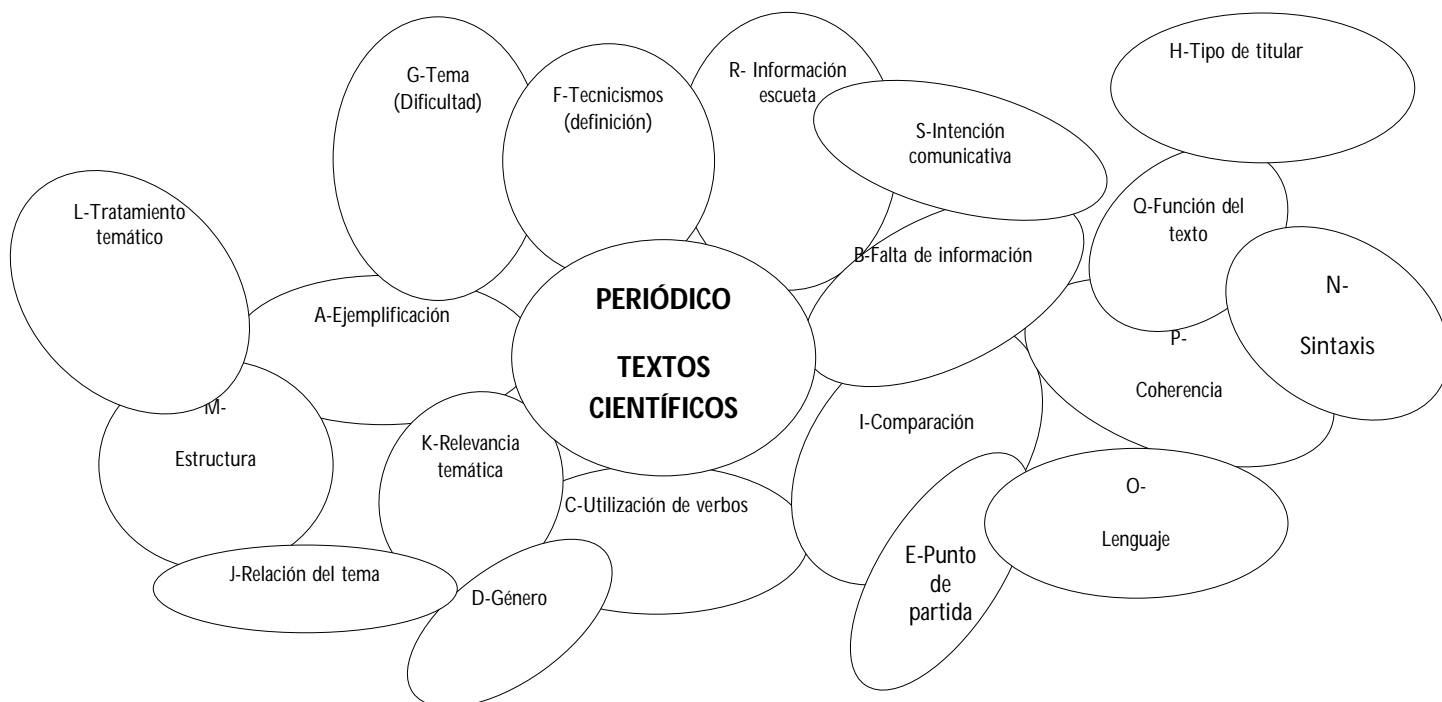 G-Tema
(Dificultad)
F-Tecnicismos
(definición)
R- Información
escueta
H-Tipo de titular
S-Intención
comunicativa
L-Tratamiento
temático
Q-Función del
texto
B-Falta de información
A-Ejemplificación
PERIÓDICO
TEXTOS
CIENTÍFICOS
N-
Sintaxis
P-
Coherencia
M-
Estructura
K-Relevancia
temática
I-Comparación
C-Utilización de verbos
O-
Lenguaje
E-Punto
de
partida
J-Relación del tema
D-Género